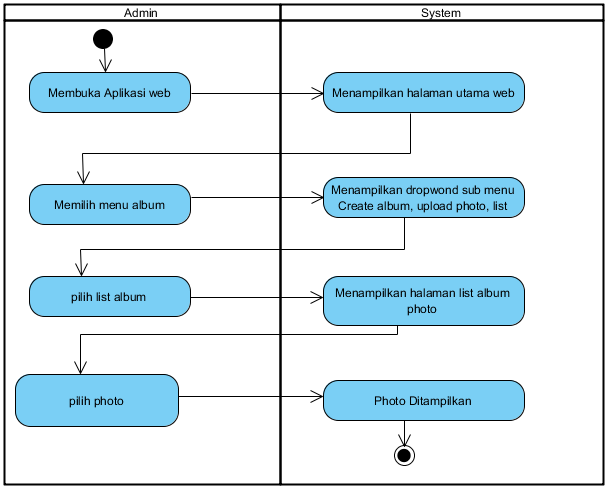 Admin
System
Membuka Aplikasi web
Menampilkan halaman utama web
Memilih menu album
Menampilkan dropwond sub menu
Create album, upload photo, list
pilih list album
Menampilkan halaman list album
photo
pilih photo
Photo Ditampilkan